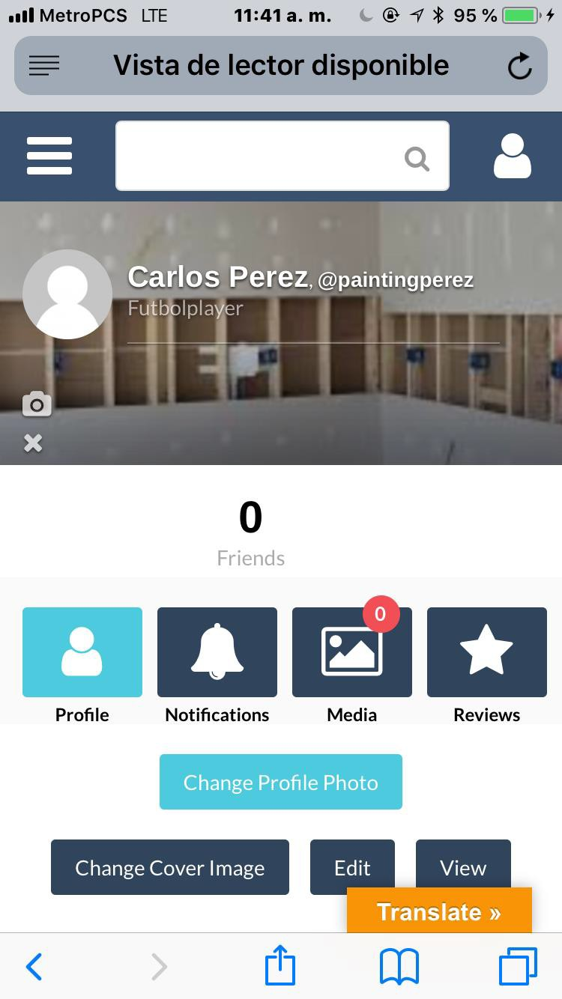 MetroPCS LTE 11:41 a. m. 95 %
Vista de lector disponible
Carlos Perez, @paintingperez
Futbolplayer
0
Friends
0
Profile Notifications Media Reviews
Change Profile Photo
Change Cover Image Edit View
Translate »